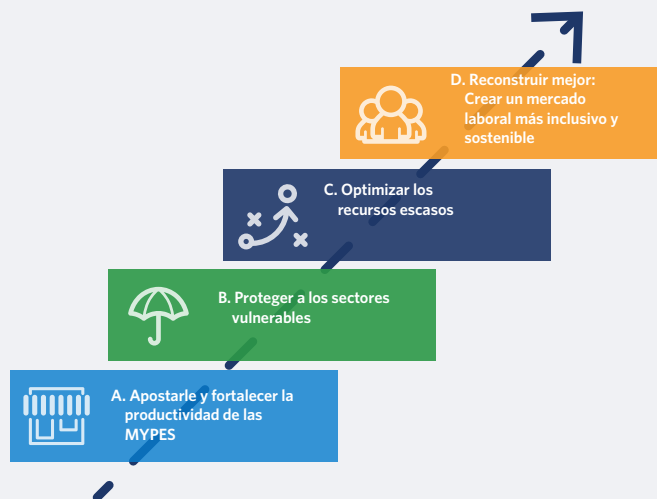 D. Reconstruir mejor:
Crear un mercado
laboral más inclusivo y
sostenible
C. Optimizar los
recursos escasos
B. Proteger a los sectores
vulnerables
A. Apostarle y fortalecer la
productividad de las
MYPES